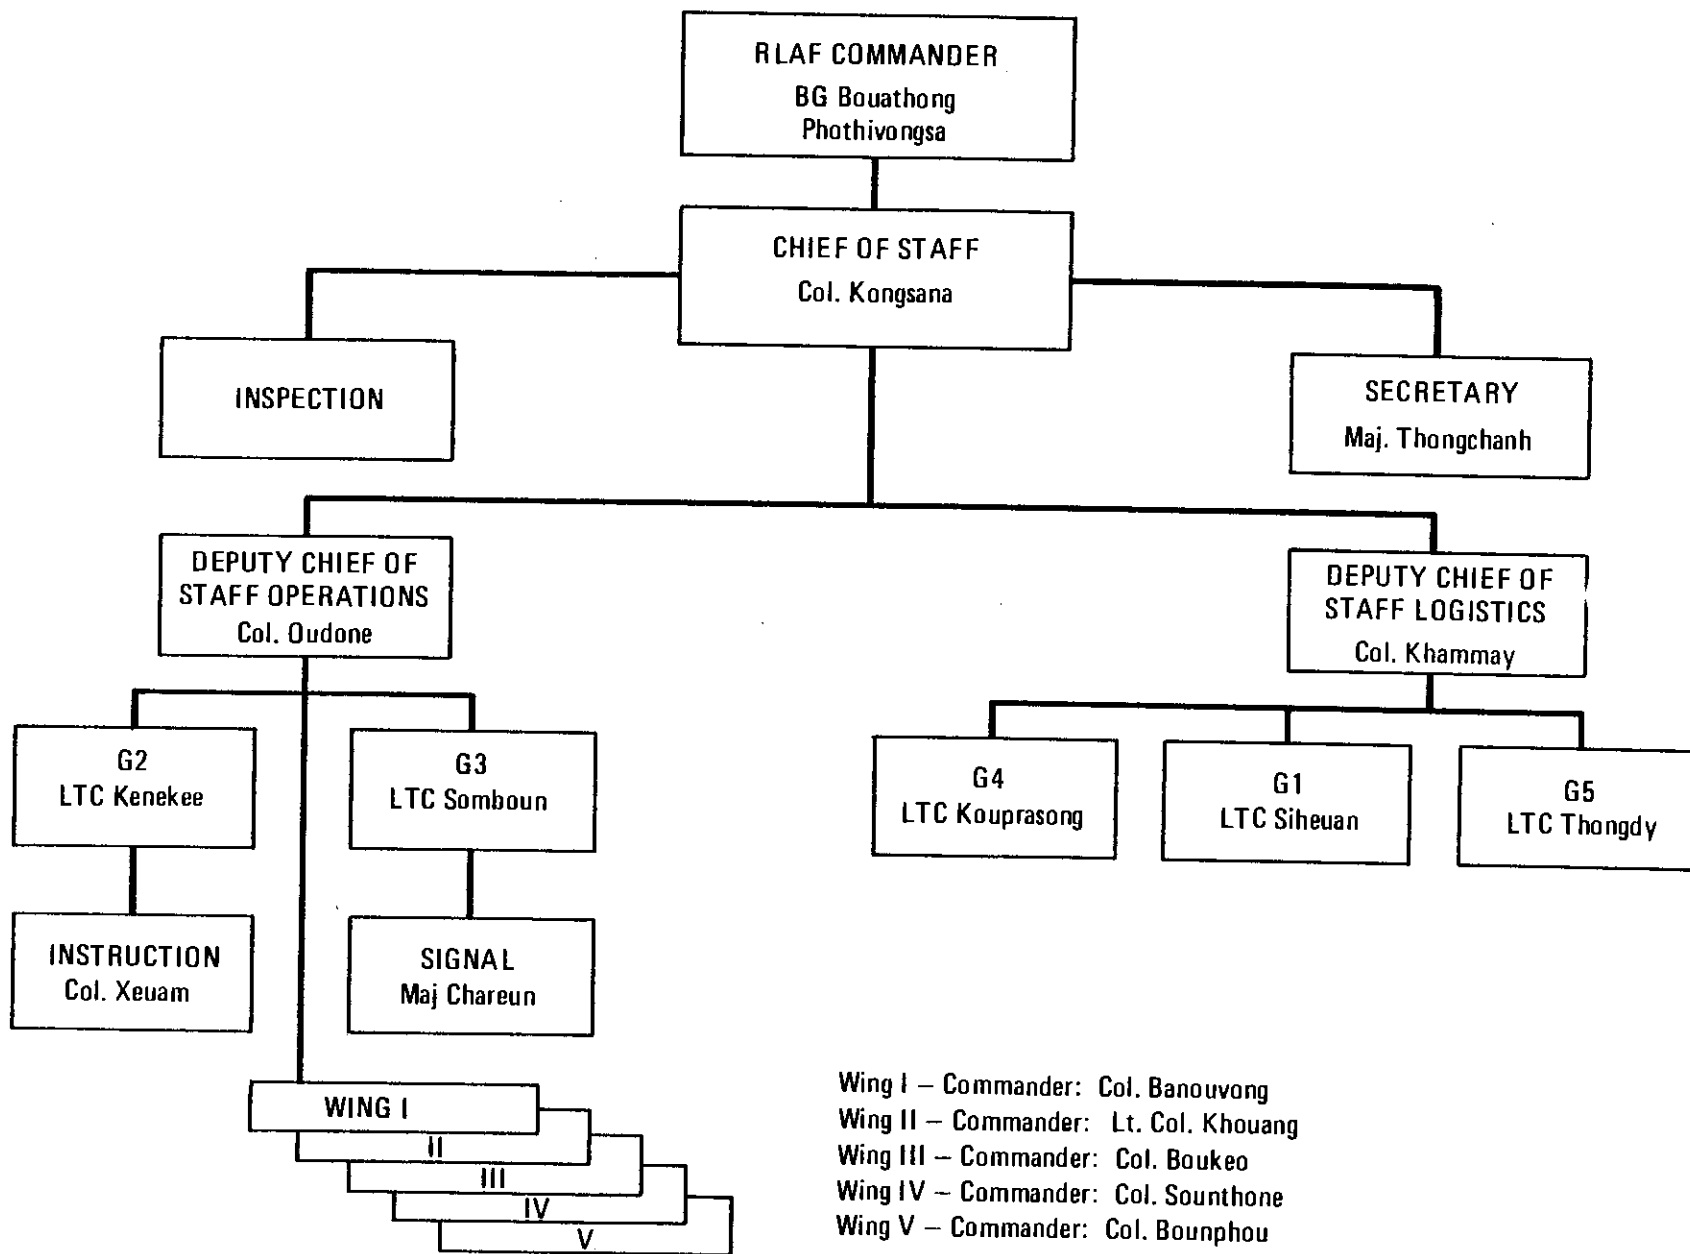 RLAF COMMANDER
BG Bouathong
Phothivongsa
CHIEF OF STAFF
Col. Kongsana
INSPECTION
SECRETARY
Maj. Thongchanh
DEPUTY CHIEF OF
STAFF OPERATIONS
Col. Oudone
DEPUTY CHIEF OF
STAFF LOGISTICS
Col. Khammay
G2
LTC Kenekee
G3
LTC Somboun
G4
LTC Kouprasong
G1
LTC Siheuan
G5
LTC Thongdy
INSTRUCTION
Col. Xeuam
SIGNAL
Maj Chareun
WING I
II
III
IV
V
Wing I – Commander: Col. Banouvong
Wing II – Commander: Lt. Col. Khouang
Wing III – Commander: Col. Boukeo
Wing IV – Commander: Col. Sounthone
Wing V – Commander: Col. Bounphou